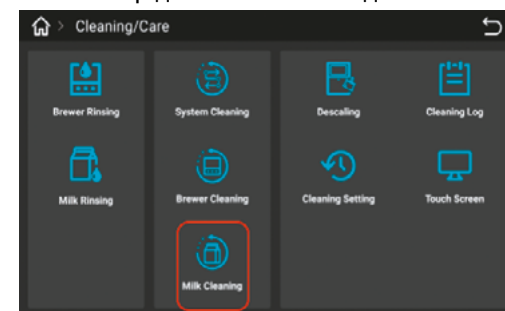 > Cleaning/Care
Brewer Rinsing
System Cleaning
Descaling
Cleaning Log
Milk Rinsing
Brewer Cleaning
Cleaning Setting
Touch Screen
Milk Cleaning